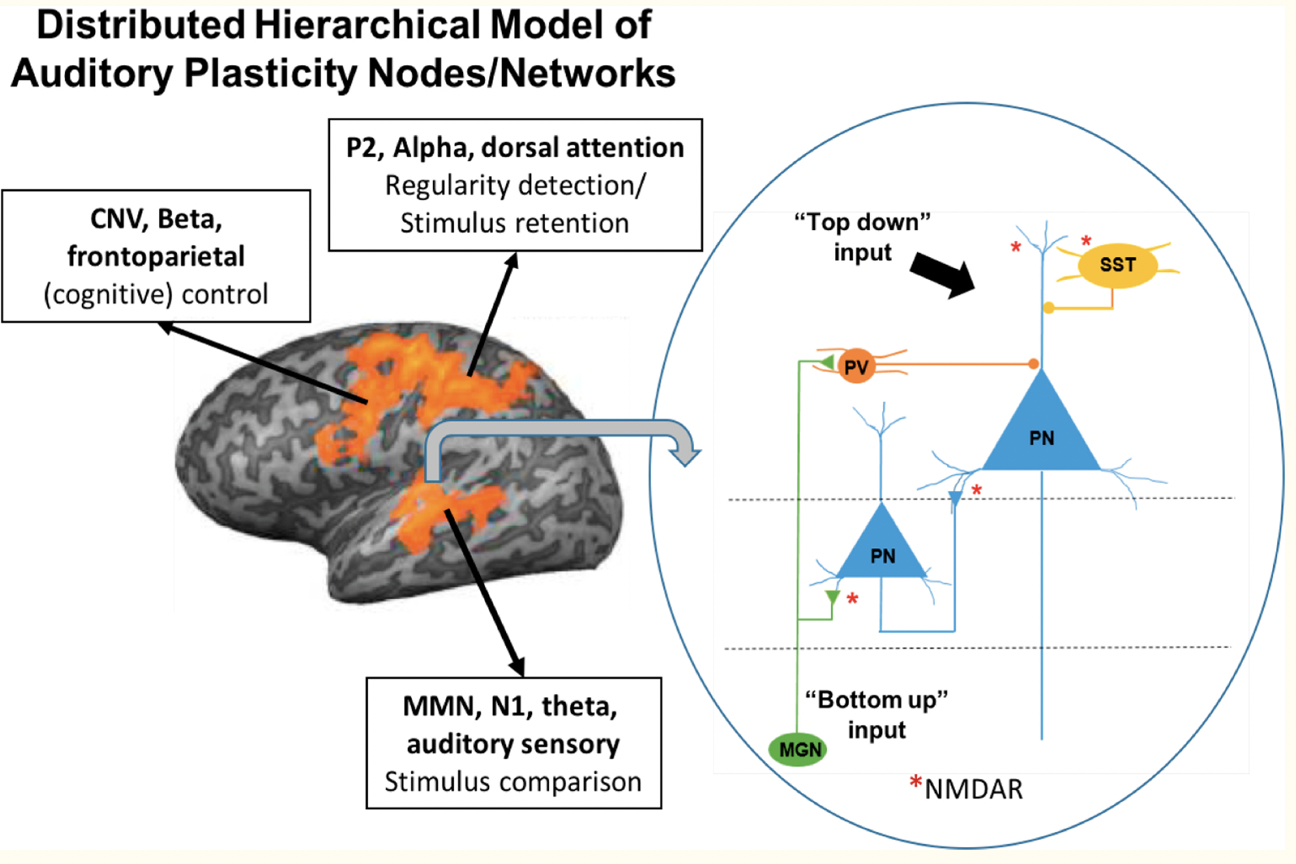 Distributed Hierarchical Model of
Auditory Plasticity Nodes/Networks
P2, Alpha, dorsal attention
Regularity detection/
Stimulus retention
CNV, Beta,
frontoparietal
(cognitive) control
MMN, N1, theta,
auditory sensory
Stimulus comparison
“Top down”
input
*
*
SST
PV
PN
*
PN
*
“Bottom up”
input
MGN
*NMDAR